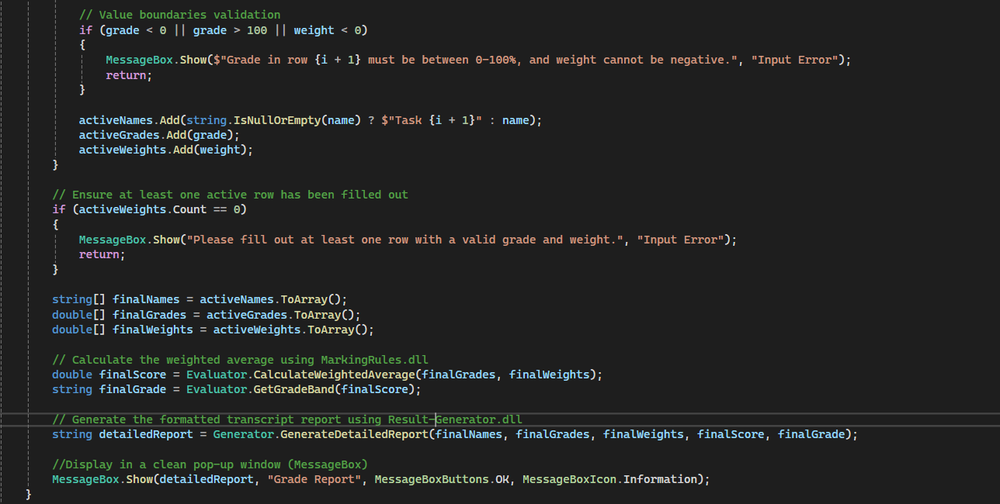 // Value boundaries validation
if (grade < 0 || grade > 100 || weight < 0)
{
MessageBox.Show($"Grade in row {i + 1} must be between 0-100%, and weight cannot be negative.", "Input Error");
return;
}
activeNames.Add(string.IsNullOrEmpty(name) ? $"Task {i + 1}" : name);
activeGrades.Add(grade);
activeWeights.Add(weight);
}
// Ensure at least one active row has been filled out
if (activeWeights.Count == 0)
{
MessageBox.Show("Please fill out at least one row with a valid grade and weight.", "Input Error");
return;
}
string[] finalNames = activeNames.ToArray();
double[] finalGrades = activeGrades.ToArray();
double[] finalWeights = activeWeights.ToArray();
// Calculate the weighted average using MarkingRules.dll
double finalScore = Evaluator.CalculateWeightedAverage(finalGrades, finalWeights);
string finalGrade = Evaluator.GetGradeBand(finalScore);
// Generate the formatted transcript report using Result-Generator.dll
string detailedReport = Generator.GenerateDetailedReport(finalNames, finalGrades, finalWeights, finalScore, finalGrade);
//Display in a clean pop-up window (MessageBox)
MessageBox.Show(detailedReport, "Grade Report", MessageBoxButtons.OK, MessageBoxIcon.Information);
}